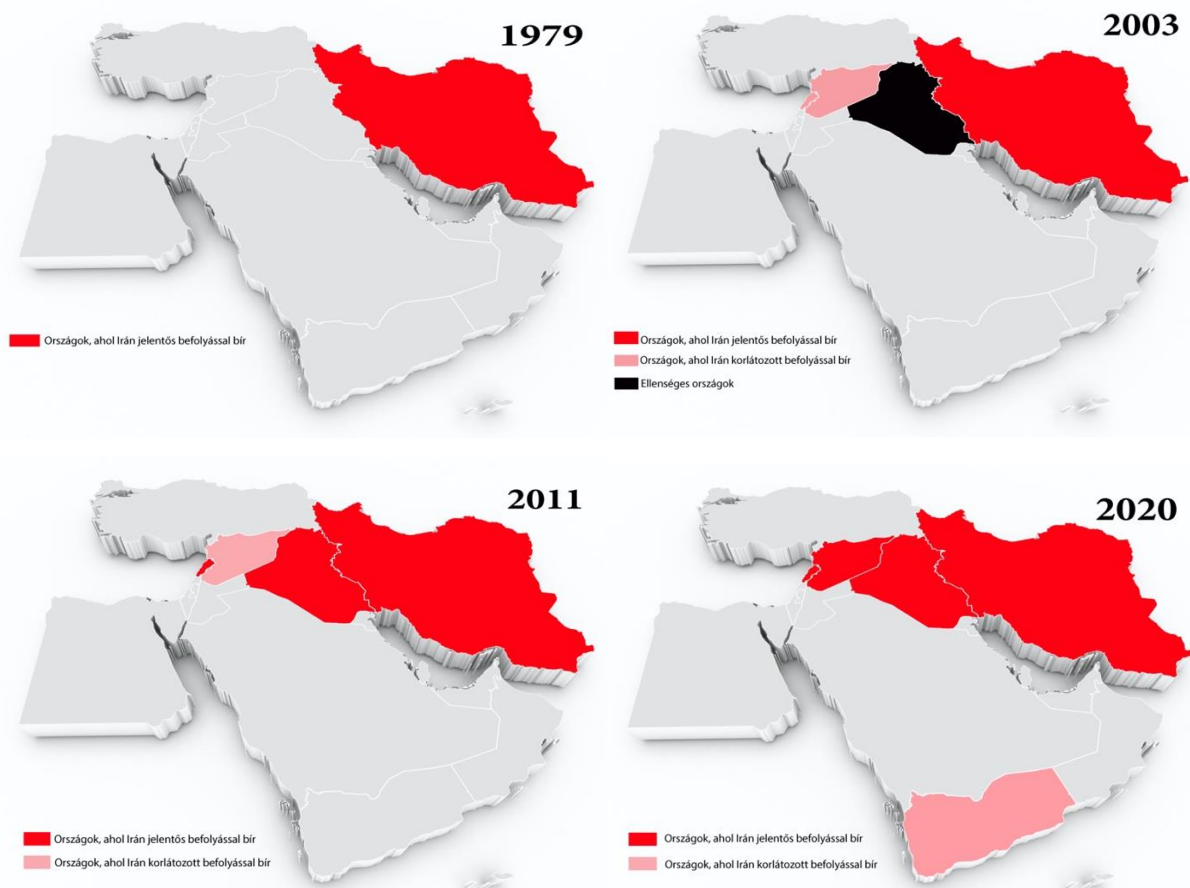 1979
Országok, ahol Irán jelentős befolyással bír
2003
Országok, ahol Irán jelentős befolyással bír
Országok, ahol Irán korlátozott befolyással bír
Ellenséges országok
2011
Országok, ahol Irán jelentős befolyással bír
Országok, ahol Irán korlátozott befolyással bír
2020
Országok, ahol Irán jelentős befolyással bír
Országok, ahol Irán korlátozott befolyással bír